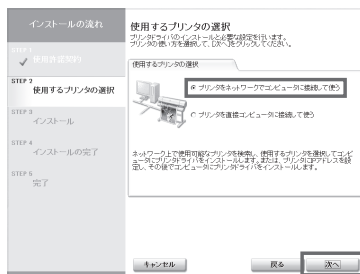 インストールの流れ
STEP 1
使用許諾契約
STEP 2
使用するプリンタの選択
STEP 3
インストール
STEP 4
インストールの完了
STEP 5
完了
使用するプリンタの選択
プリンタドライバのインストールと必要な設定を行います。
プリンタの使い方を選択して、[次へ]をクリックしてください。
使用するプリンタの選択
プリンタをネットワークでコンピュータに接続して使う
プリンタを直接コンピュータに接続して使う
ネットワーク上で使用可能なプリンタを検索し、使用するプリンタを選択してコンピ
ュータにプリンタドライバをインストールします。または、プリンタにIPアドレスを設
定し、その後でコンピュータにプリンタドライバをインストールします。
キャンセル
戻る
次へ